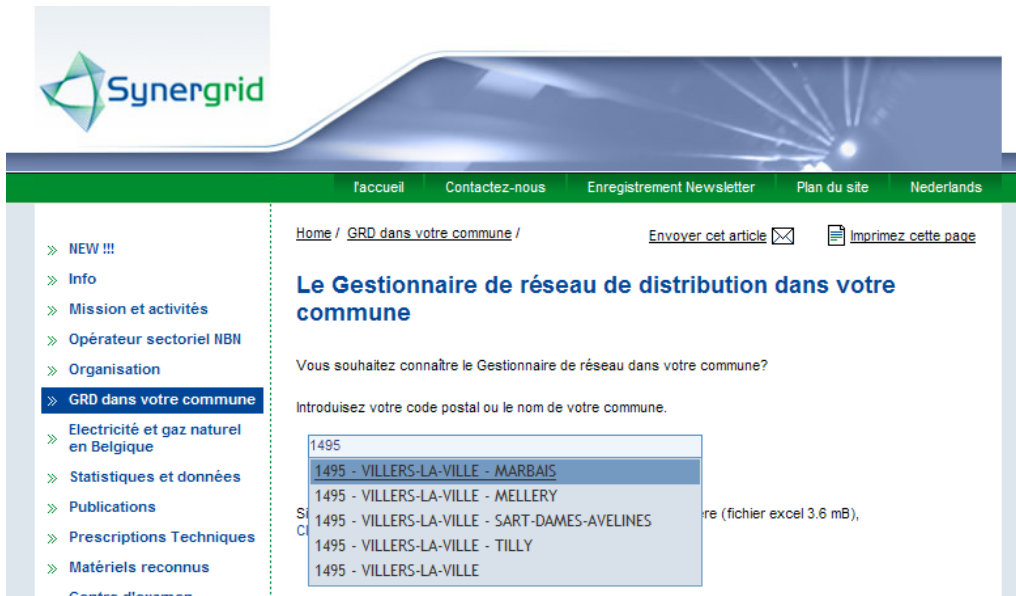 Synergrid
l'accueil Contactez-nous Enregistrement Newsletter Plan du site Nederlands
Home / GRD dans votre commune /
Envoyer cet article
Imprimez cette page
NEW !!!
Info
Mission et activités
Opérateur sectoriel NBN
Organisation
GRD dans votre commune
Electricité et gaz naturel
en Belgique
Statistiques et données
Publications
Prescriptions Techniques
Matériels reconnus
Le Gestionnaire de réseau de distribution dans votre
commune
Vous souhaitez connaître le Gestionnaire de réseau dans votre commune?
Introduisez votre code postal ou le nom de votre commune.
1495
1495 - VILLERS-LA-VILLE - MARBAIS
1495 - VILLERS-LA-VILLE - MELLERY
1495 - VILLERS-LA-VILLE - SART-DAMES-AVELINES
1495 - VILLERS-LA-VILLE - TILLY
1495 - VILLERS-LA-VILLE
(fichier excel 3.6 mB),